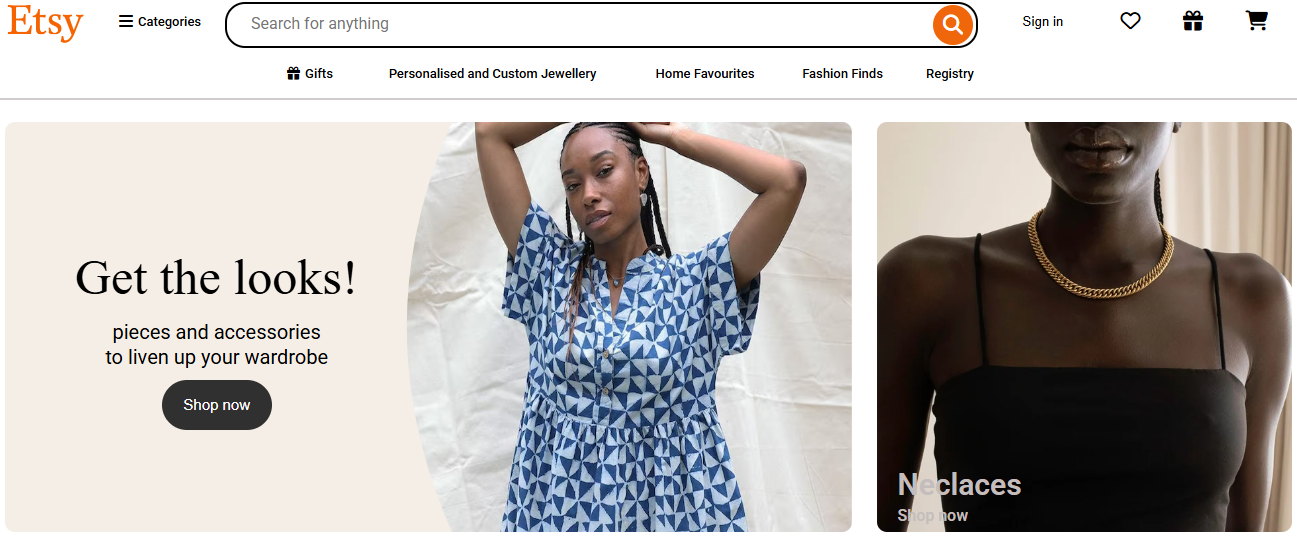 Etsy
Categories
Search for anything
Sign in
Gifts
Personalised and Custom Jewellery
Home Favourites
Fashion Finds
Registry
Get the looks!
pieces and accessories
to liven up your wardrobe
Shop now
Neclaces
Shop now